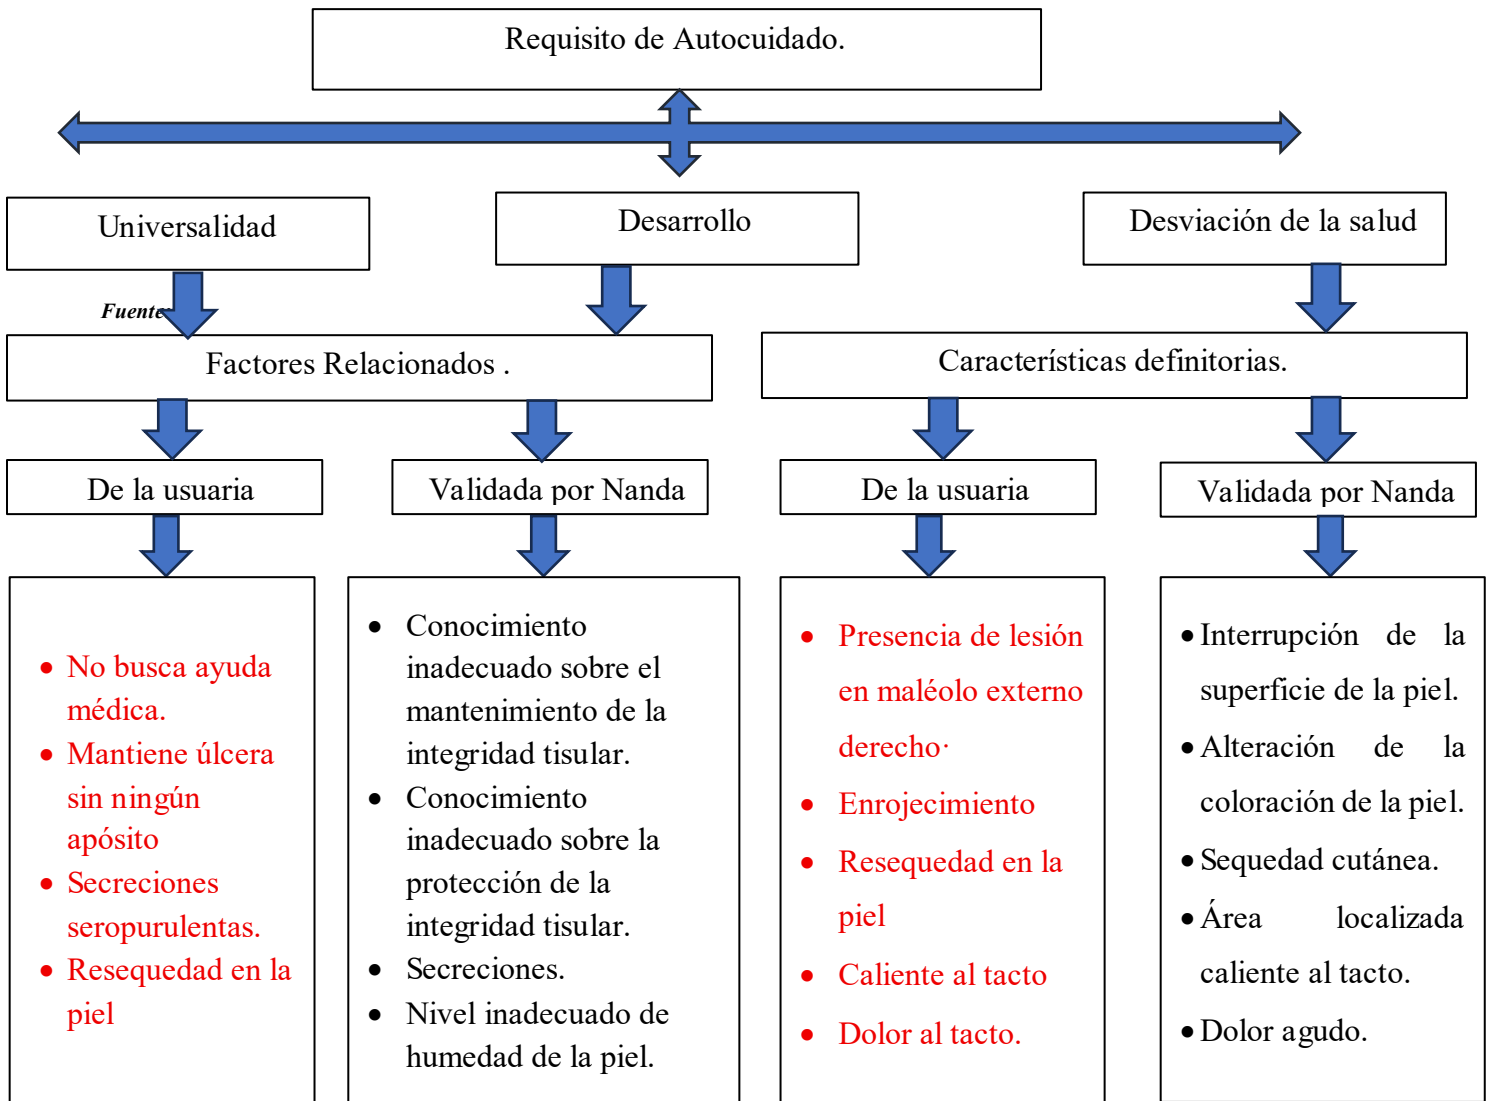 Requisito de Autocuidado.
Universalidad
Desarrollo
Desviación de la salud
Fuente:
Factores Relacionados .
Características definitorias.
De la usuaria
Validada por Nanda
De la usuaria
Validada por Nanda
• No busca ayuda
médica.
• Mantiene úlcera
sin ningún
apósito
• Secreciones
seropurulentas.
• Resequedad en la
piel
• Conocimiento
inadecuado sobre el
mantenimiento de la
integridad tisular.
• Conocimiento
inadecuado sobre la
protección de la
integridad tisular.
• Secreciones.
• Nivel inadecuado de
humedad de la piel.
• Presencia de lesión
en maléolo externo
derecho·
• Enrojecimiento
• Resequedad en la
piel
• Caliente al tacto
• Dolor al tacto.
• Interrupción de la
superficie de la piel.
• Alteración de la
coloración de la piel.
• Sequedad cutánea.
• Área localizada
caliente al tacto.
• Dolor agudo.